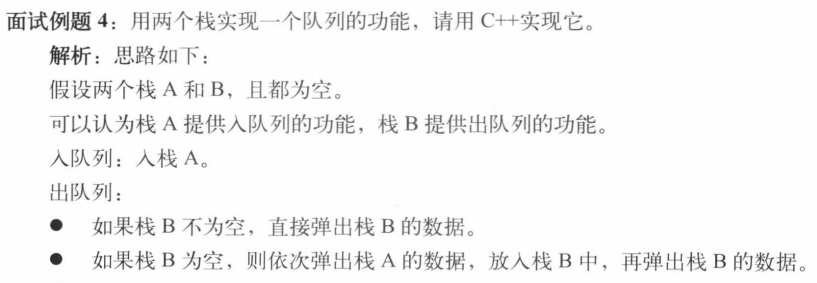 面试例题 4：用两个栈实现一个队列的功能，请用 C++实现它。
解析：思路如下：
假设两个栈 A 和 B，且都为空。
可以认为栈 A 提供入队列的功能，栈 B 提供出队列的功能。
入队列：入栈 A。
出队列：
● 如果栈 B 不为空，直接弹出栈 B 的数据。
● 如果栈 B 为空，则依次弹出栈 A 的数据，放入栈 B 中，再弹出栈 B 的数据。